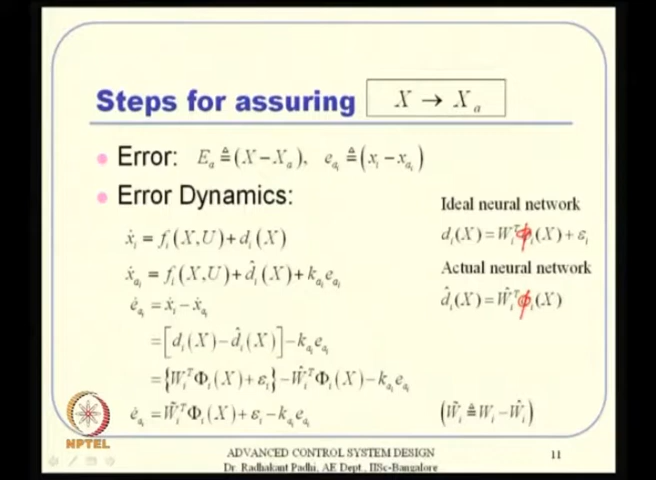 Steps for assuring X → Xₐ
Error: Eₐ ≜ (X − Xₐ), e_{a_i} ≜ (x_i − x_{a_i})
Error Dynamics:
Ideal neural network
ẋ_i = f_i(X,U) + d_i(X)
d_i(X) = W_i^T ϕ_i(X) + ε_i
Actual neural network
ẋ_{a_i} = f_i(X,U) + d̂_i(X) + k_{a_i} e_{a_i}
d̂_i(X) = Ŵ_i^T ϕ_i(X)
ė_{a_i} = ẋ_i − ẋ_{a_i}
= [d_i(X) − d̂_i(X)] − k_{a_i} e_{a_i}
= {W_i^T Φ_i(X) + ε_i} − Ŵ_i^T Φ_i(X) − k_{a_i} e_{a_i}
ė_{a_i} = W̃_i^T Φ_i(X) + ε_i − k_{a_i} e_{a_i} (W̃_i ≜ W_i − Ŵ_i)
NPTEL
ADVANCED CONTROL SYSTEM DESIGN
Dr. Radhakant Padhi, AE Dept., IISc-Bangalore
11